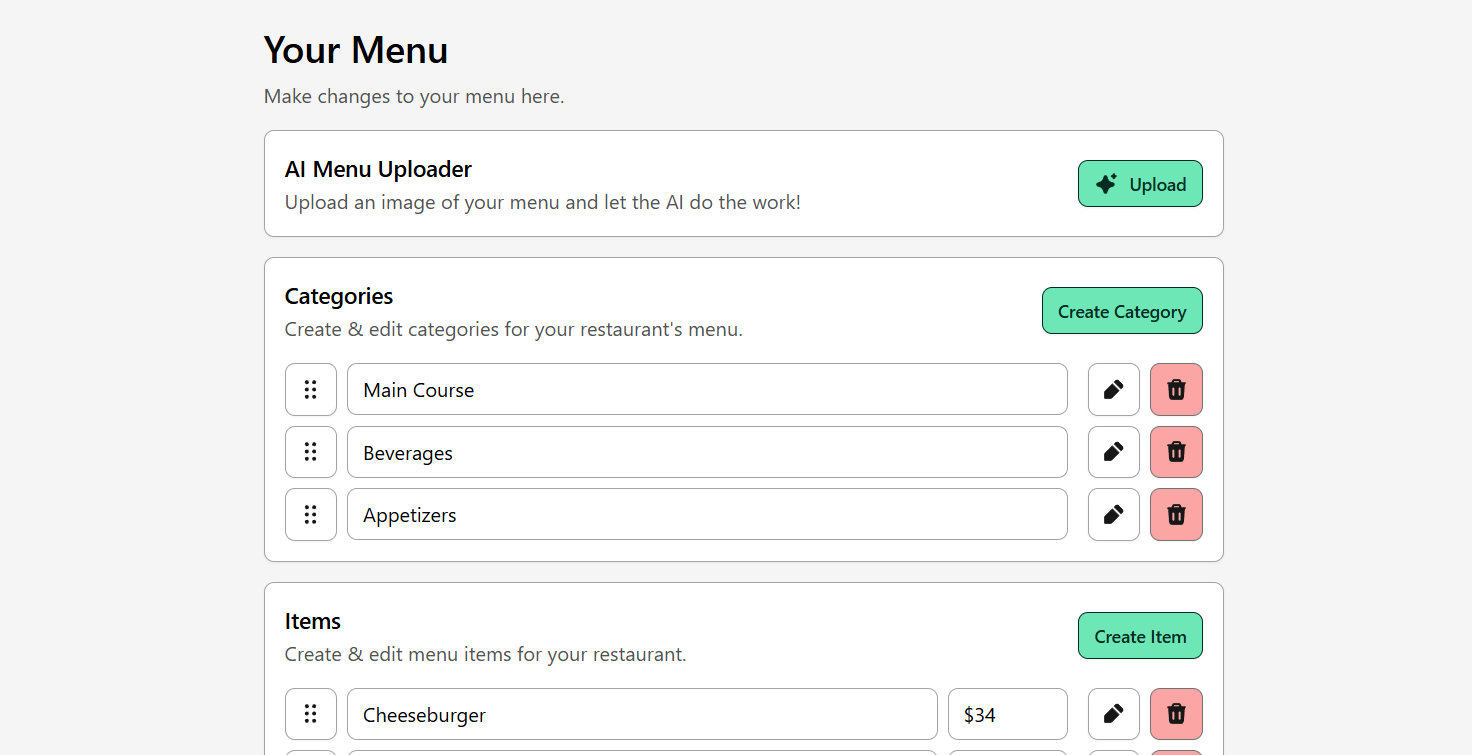 Your Menu
Make changes to your menu here.
AI Menu Uploader
Upload an image of your menu and let the AI do the work!
Upload
Categories
Create & edit categories for your restaurant's menu.
Create Category
Main Course
Beverages
Appetizers
Items
Create & edit menu items for your restaurant.
Create Item
Cheeseburger $34